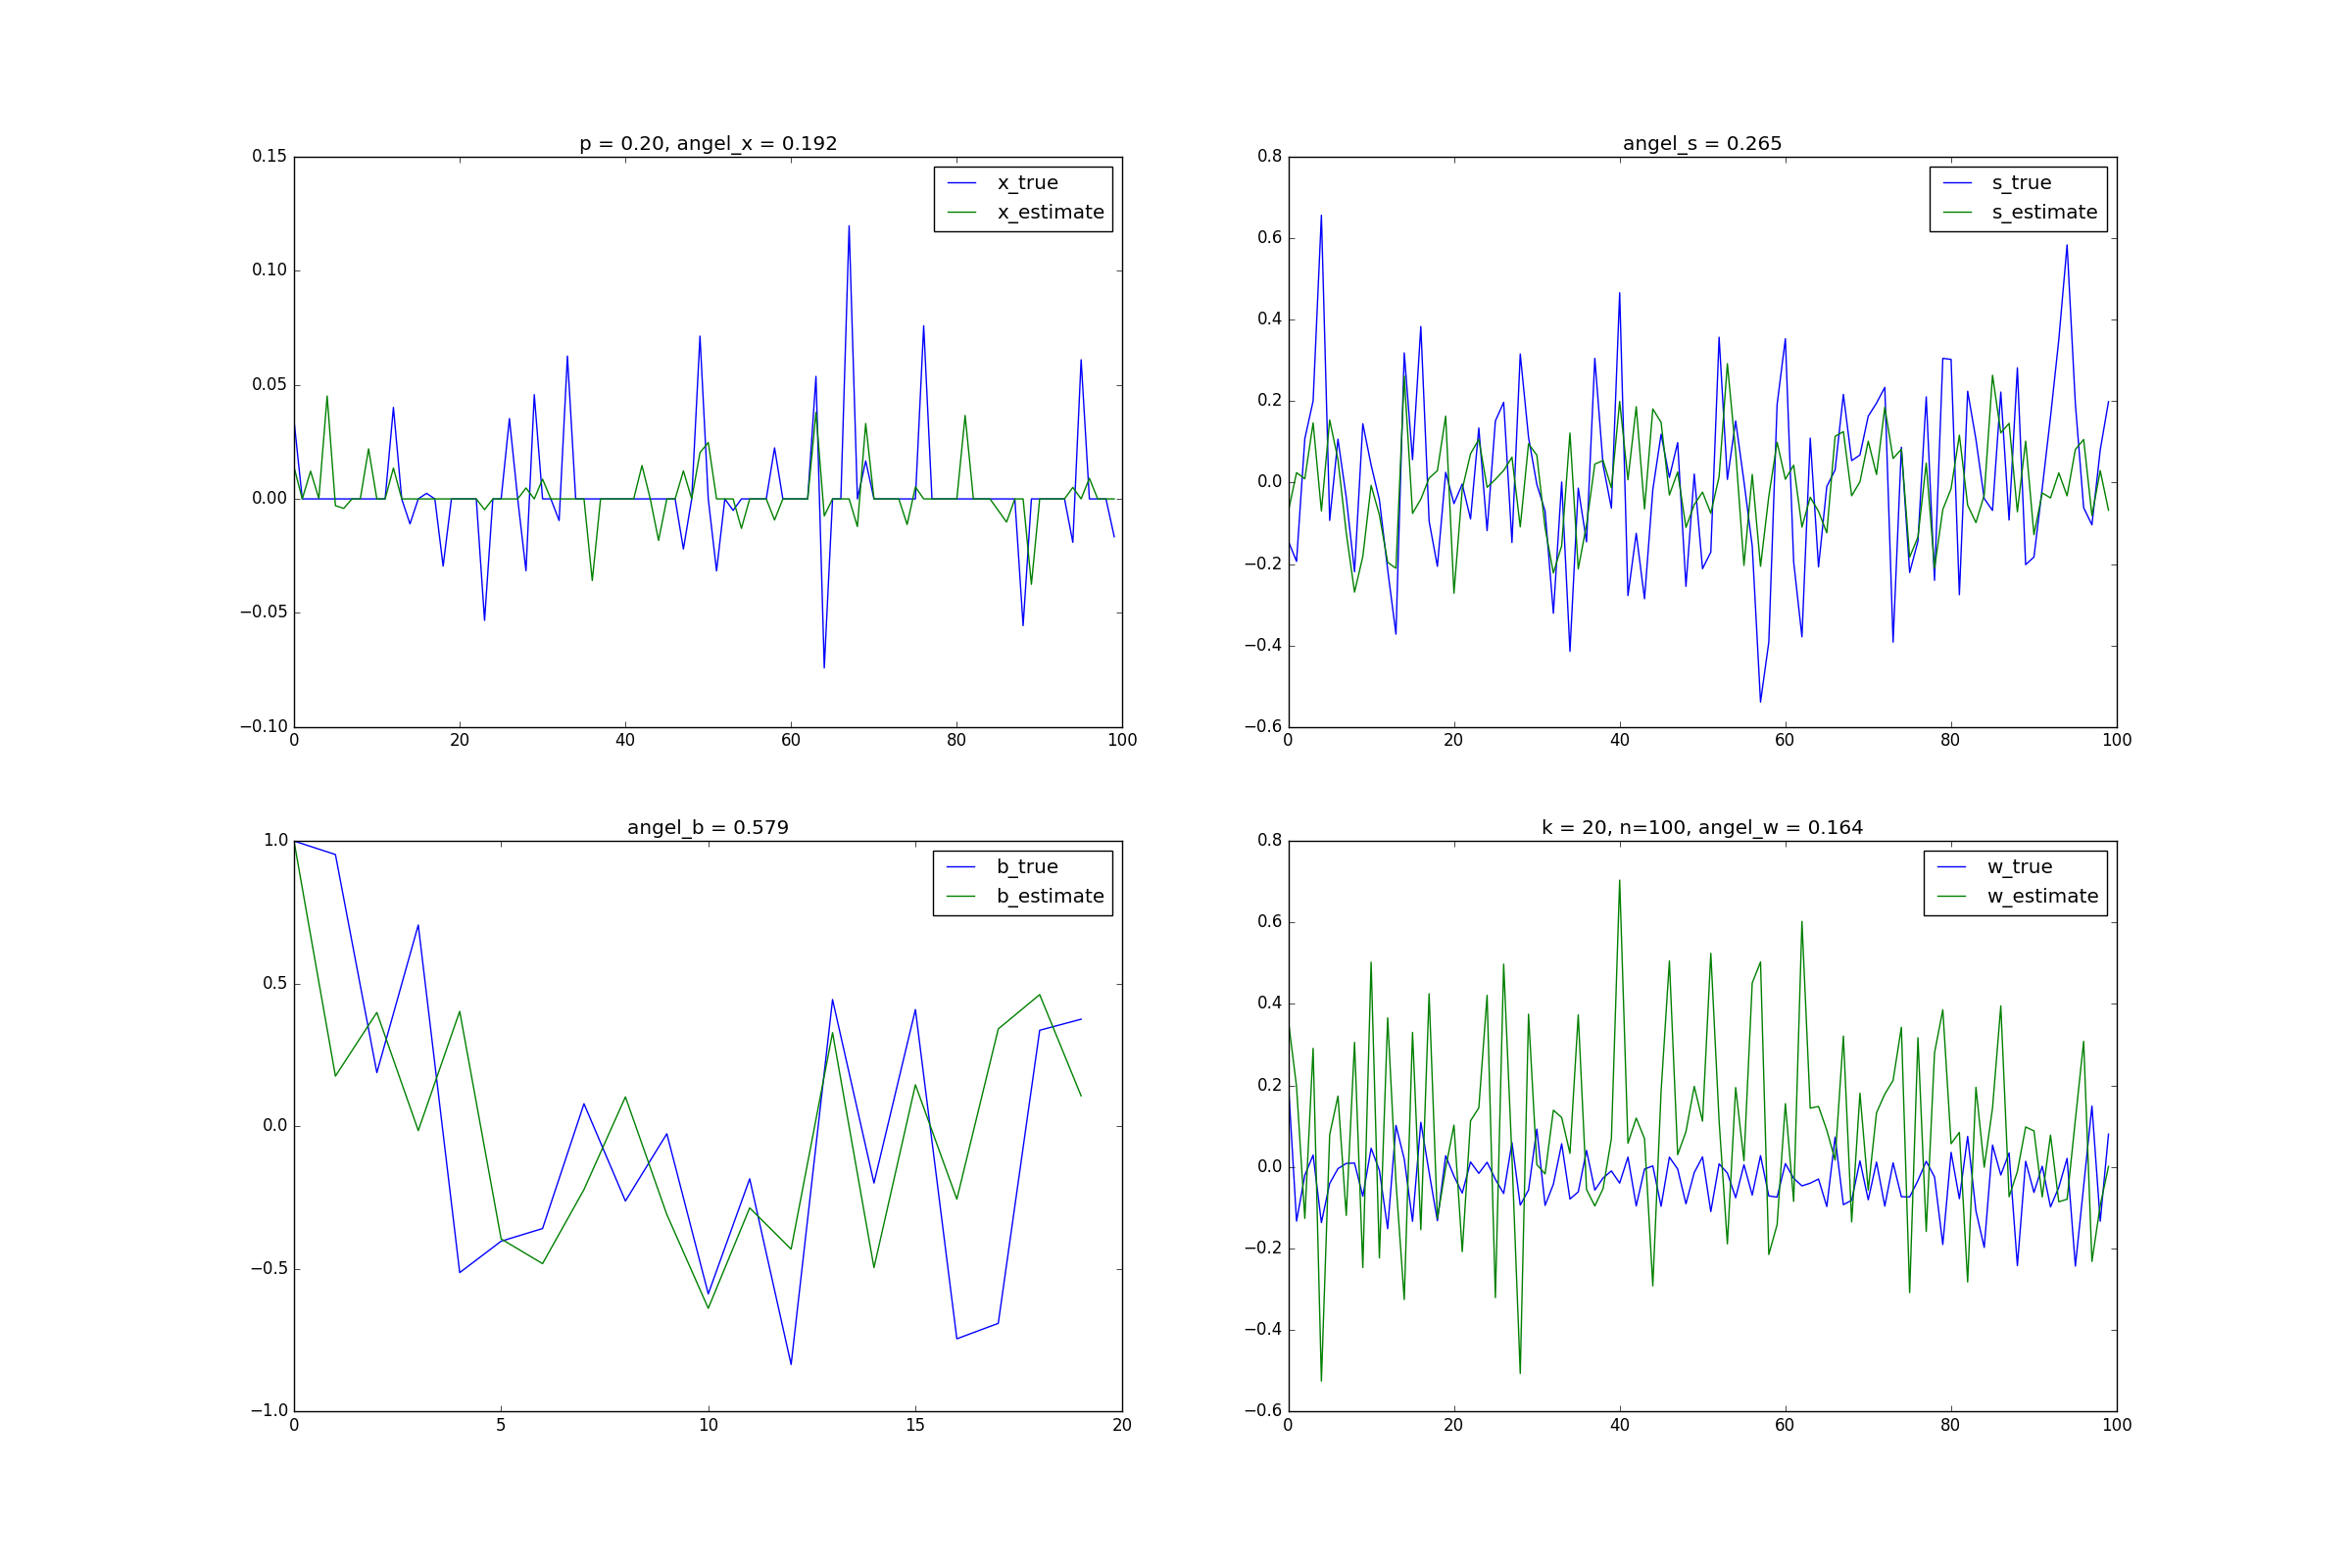 p = 0.20, angel_x = 0.192
x_true
x_estimate
0.15
0.10
0.05
0.00
−0.05
−0.10
0 20 40 60 80 100
angel_s = 0.265
s_true
s_estimate
0.8
0.6
0.4
0.2
0.0
−0.2
−0.4
−0.6
0 20 40 60 80 100
angel_b = 0.579
b_true
b_estimate
1.0
0.5
0.0
−0.5
−1.0
0 5 10 15 20
k = 20, n=100, angel_w = 0.164
w_true
w_estimate
0.8
0.6
0.4
0.2
0.0
−0.2
−0.4
−0.6
0 20 40 60 80 100